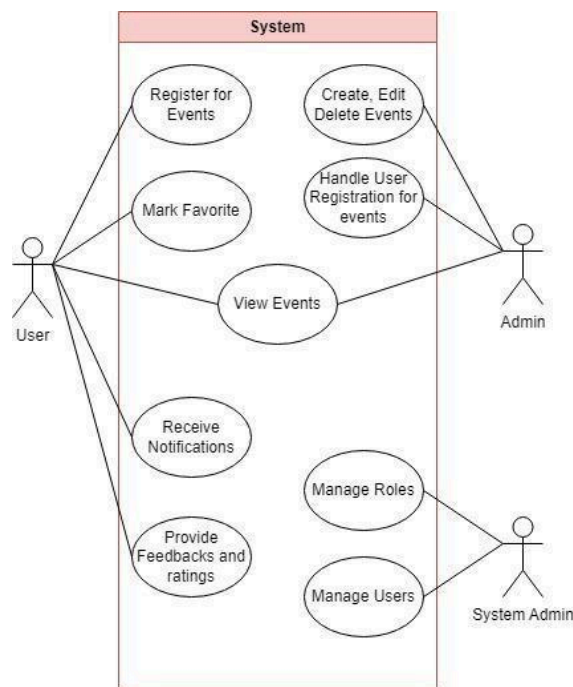 System
Register for
Events
Create, Edit
Delete Events
Mark Favorite
Handle User
Registration for
events
View Events
User
Admin
Receive
Notifications
Manage Roles
Provide
Feedbacks and
ratings
Manage Users
System Admin